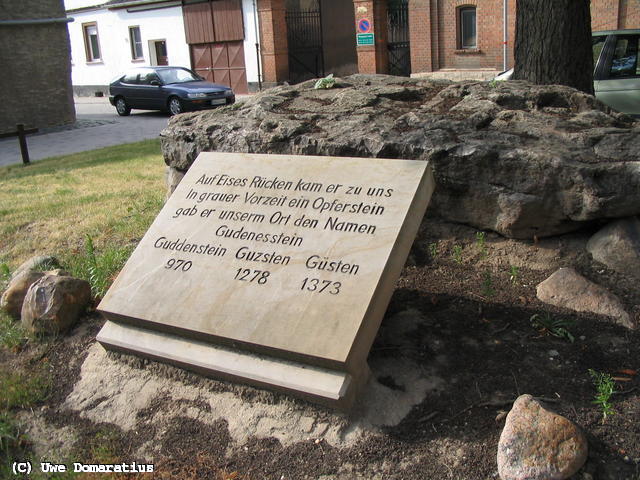 Auf Eises Rücken kam er zu uns
In grauer Vorzeit ein Opferstein
gab er unserm Ort den Namen
Gudenesstein
Guddenstein Guzsten Güsten
970 1278 1373
(C) Uwe Domaratius